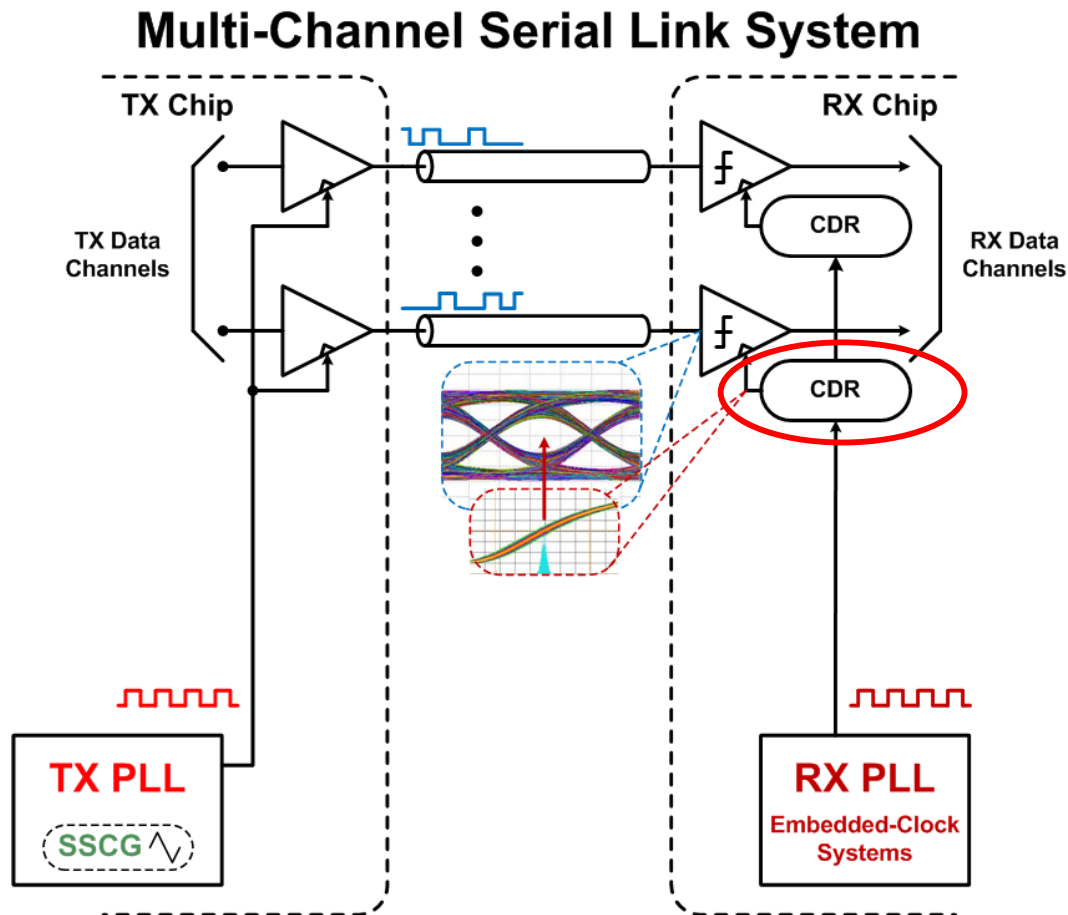 Multi-Channel Serial Link System
TX Chip
RX Chip
TX Data
Channels
CDR
RX Data
Channels
CDR
TX PLL
SSCG
RX PLL
Embedded-Clock
Systems